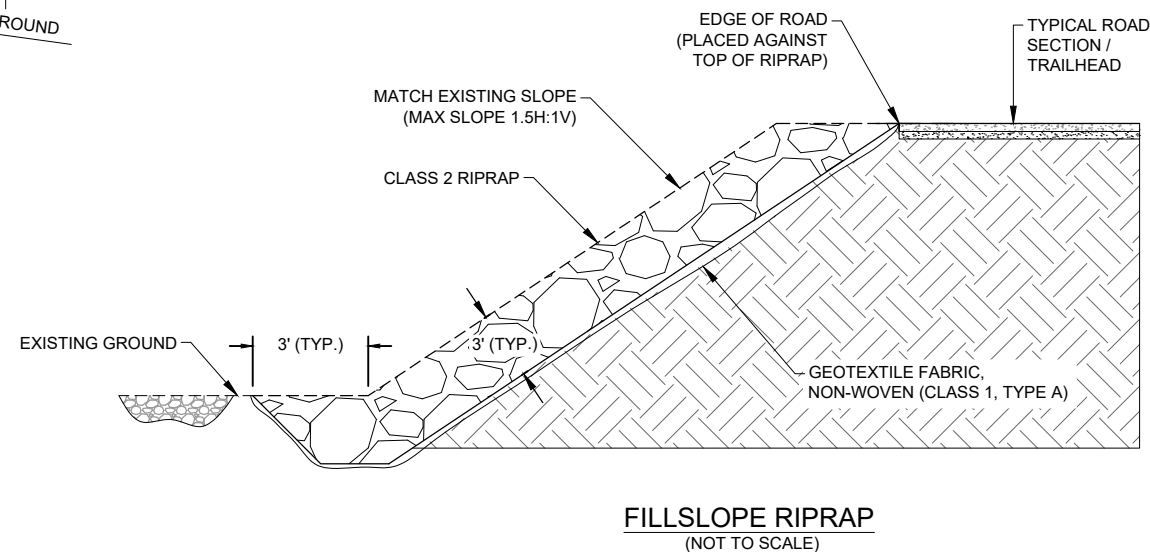 ROUND
EDGE OF ROAD
(PLACED AGAINST
TOP OF RIPRAP)
TYPICAL ROAD
SECTION /
TRAILHEAD
MATCH EXISTING SLOPE
(MAX SLOPE 1.5H:1V)
CLASS 2 RIPRAP
EXISTING GROUND
3' (TYP.)
3' (TYP.)
GEOTEXTILE FABRIC,
NON-WOVEN (CLASS 1, TYPE A)
FILLSLOPE RIPRAP
(NOT TO SCALE)